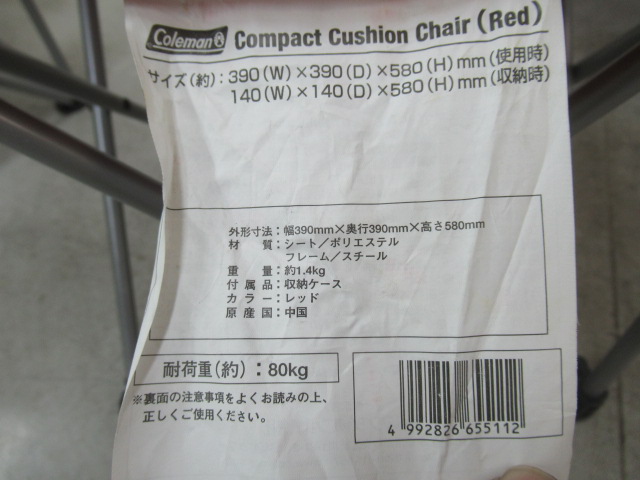 Coleman® Compact Cushion Chair (Red)
サイズ(約): 390(W)×390(D)×580(H)mm(使用時)
140(W)×140(D)×580(H)mm(収納時)
外形寸法:幅390mm×奥行390mm×高さ580mm
材質:シート/ポリエステル
フレーム/スチール
重量:約1.4kg
付属品:収納ケース
カラー:レッド
原産国:中国
耐荷重(約):80kg
※裏面の注意事項をよくお読みの上、
正しくご使用ください。
4 992826 655112